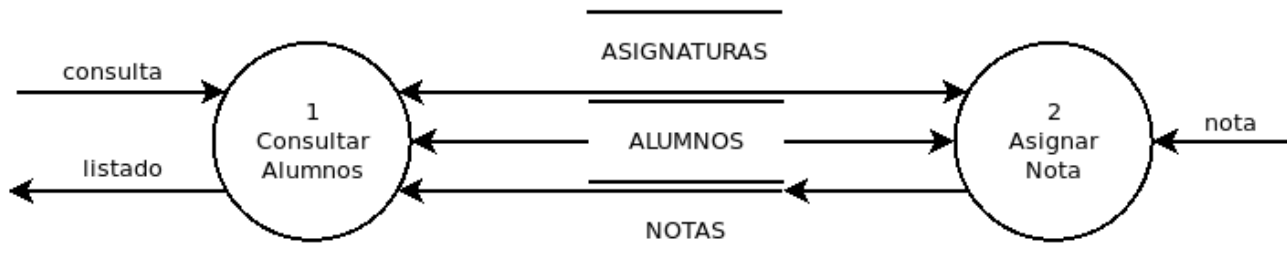 ASIGNATURAS
consulta
1
Consultar
Alumnos
ALUMNOS
2
Asignar
Nota
nota
listado
NOTAS